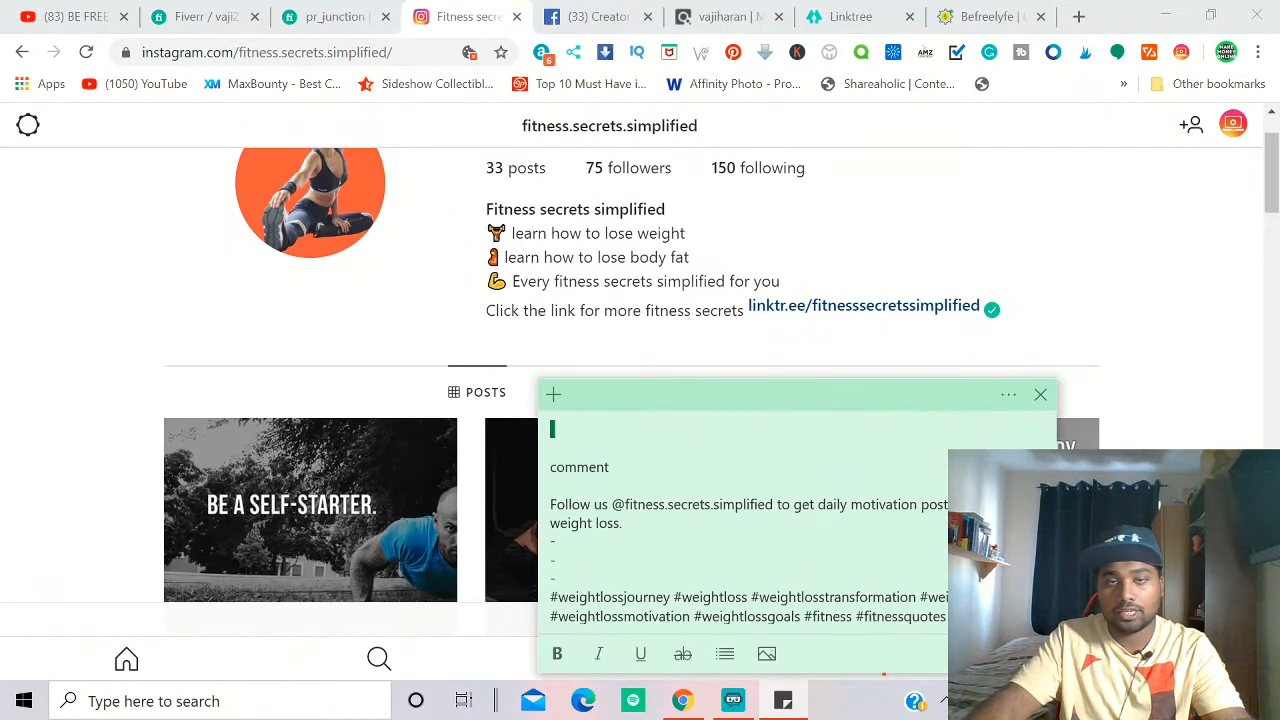 (83) BE FREE
Fiverr / vaji2
pr_junction |
Fitness secre
(33) Creator
vajiharan |
Linktree
Befreelyfe | L
instagram.com/fitness.secrets.simplified/
6
IQ
AMZ
K
Apps
(1050) YouTube
MaxBounty - Best C...
Sideshow Collectibl...
Top 10 Must Have i...
Affinity Photo - Pro...
Shareaholic | Conte...
»
Other bookmarks
fitness.secrets.simplified
33 posts
75 followers
150 following
Fitness secrets simplified
learn how to lose weight
learn how to lose body fat
Every fitness secrets simplified for you
Click the link for more fitness secrets linktr.ee/fitnesssecretssimplified
POSTS
BE A SELF-STARTER.
comment
Follow us @fitness.secrets.simplified to get daily motivation post
weight loss.
-
-
-
#weightlossjourney #weightloss #weightlosstransformation #wei
#weightlossmotivation #weightlossgoals #fitness #fitnessquotes
B I U ab
Type here to search